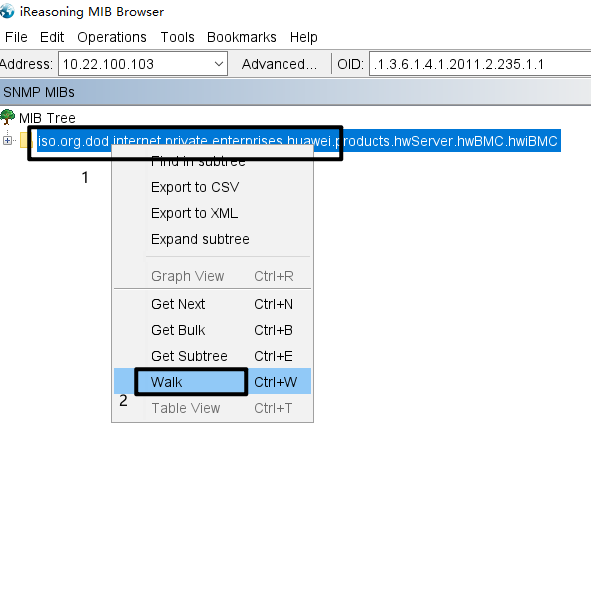 iReasoning MIB Browser
File Edit Operations Tools Bookmarks Help
Address: 10.22.100.103 Advanced... OID: .1.3.6.1.4.1.2011.2.235.1.1
SNMP MIBs
MIB Tree
iso.org.dod.internet.private.enterprises.huawei.products.hwServer.hwBMC.hwiBMC
Find in subtree
1
Export to CSV
Export to XML
Expand subtree
Graph View Ctrl+R
Get Next Ctrl+N
Get Bulk Ctrl+B
Get Subtree Ctrl+E
Walk Ctrl+W
2
Table View Ctrl+T